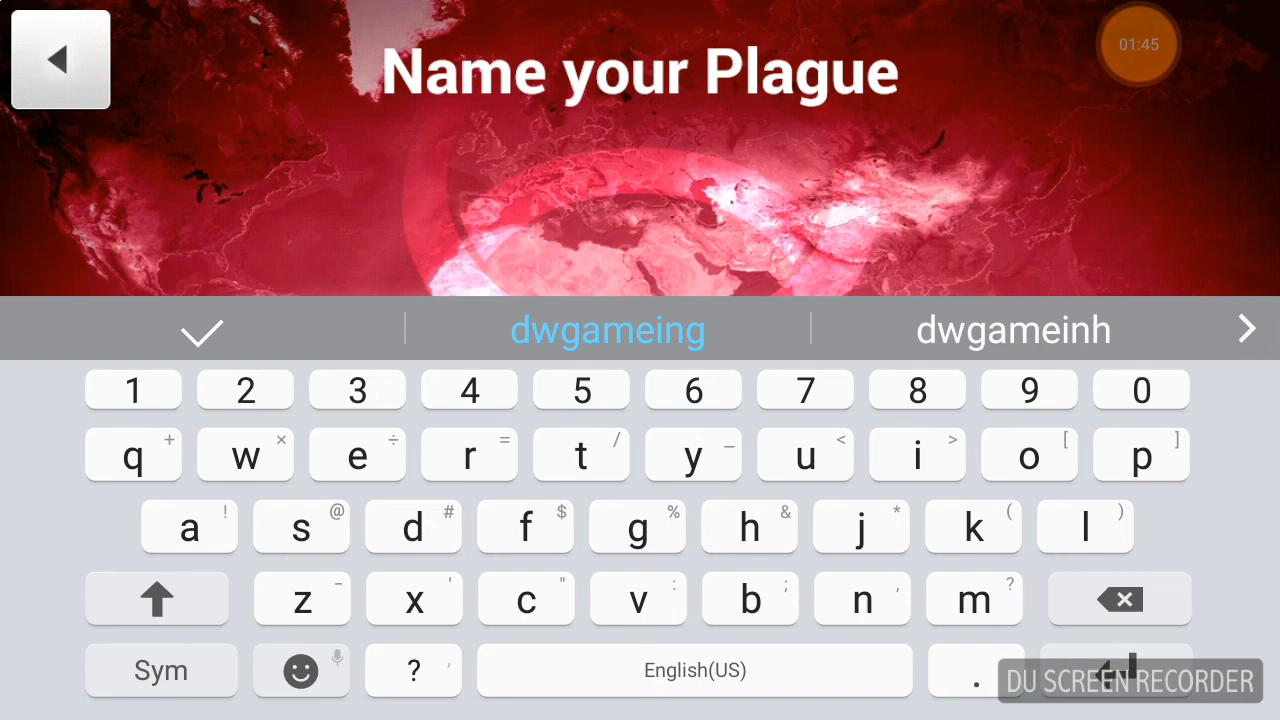 Name your Plague
01:45
dwgameing dwgameinh
1 2 3 4 5 6 7 8 9 0
q + w × e ÷ r = t / y _ u < i > o [ p ]
a ! s @ d # f $ g % h & j * k ( l )
z - x ' c " v : b ; n , m ?
Sym ? , English(US) .
DU SCREEN RECORDER